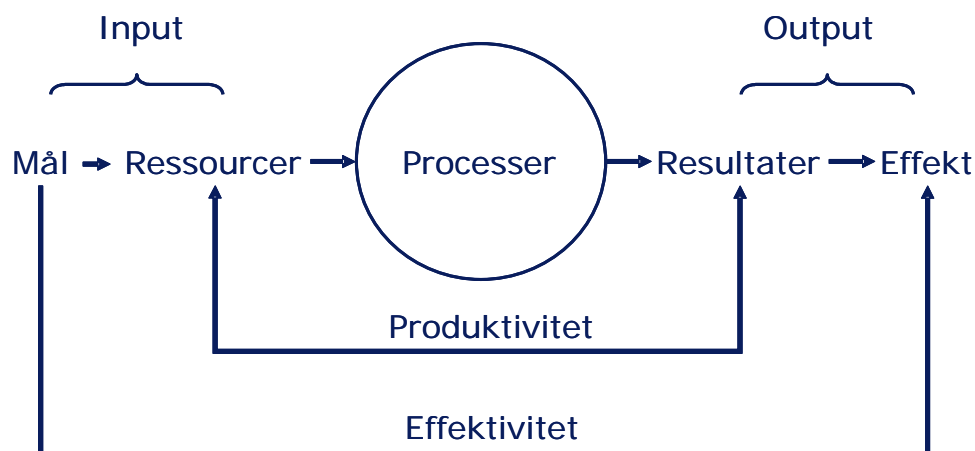 Input
Output
Mål
Ressourcer
Processer
Resultater
Effekt
Produktivitet
Effektivitet